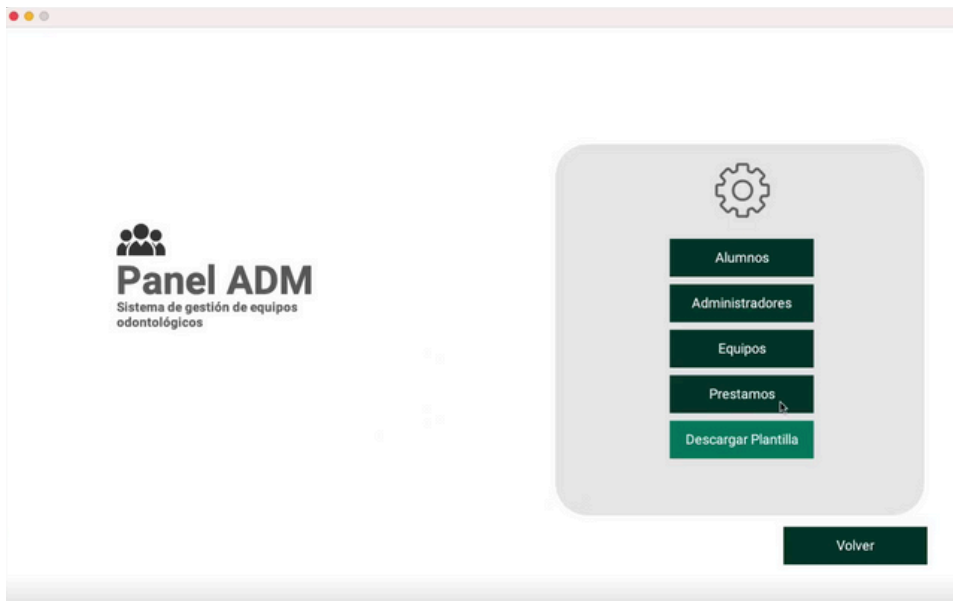 Panel ADM
Sistema de gestión de equipos
odontológicos
Alumnos
Administradores
Equipos
Prestamos
Descargar Plantilla
Volver